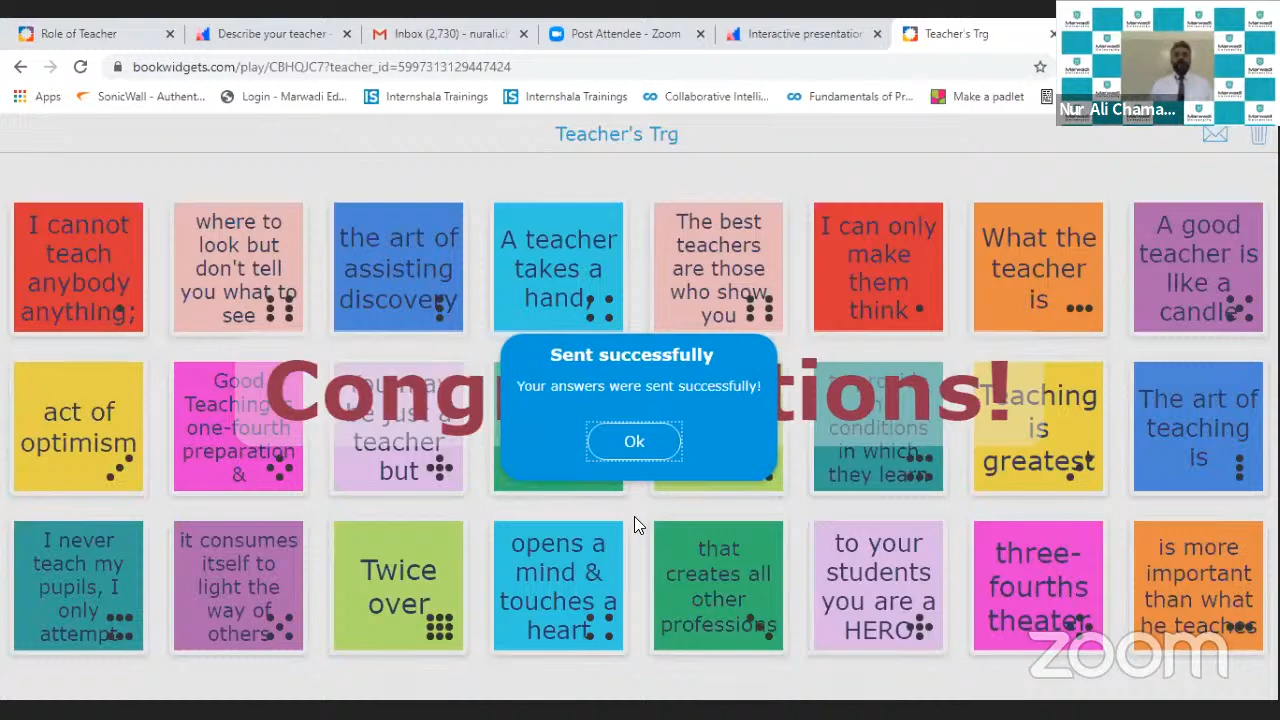 Role of Teacher
Describe your teacher -
Inbox (2,730) - nurali.
Post Attendee - Zoom
Interactive presentation
Teacher's Trg
bookwidgets.com/play/CBHQJC7?teacher_id=5997313129447424
Apps
SonicWall - Authent...
Login - Marwadi Ed...
Internshala Trainings
Internshala Trainings
Collaborative Intelli...
Fundamentals of Pr...
Make a padlet
Nur Ali Chama...
Teacher's Trg
I cannot
teach
anybody
anything;
where to
look but
don't tell
you what to
see
the art of
assisting
discovery
A teacher
takes a
hand,
The best
teachers
are those
who show
you
I can only
make
them
think
What the
teacher
is
A good
teacher is
like a
candle
act of
optimism
Good
Teaching is
one-fourth
preparation
&
teacher
but
conditions
in which
they learn
Teaching
is
greatest
The art of
teaching
is
Cong
tions!
Sent successfully
Your answers were sent successfully!
Ok
I never
teach my
pupils, I
only
attempt
it consumes
itself to
light the
way of
others
Twice
over
opens a
mind &
touches a
heart
that
creates all
other
professions
to your
students
you are a
HERO
three-
fourths
theater
is more
important
than what
he teaches
zoom